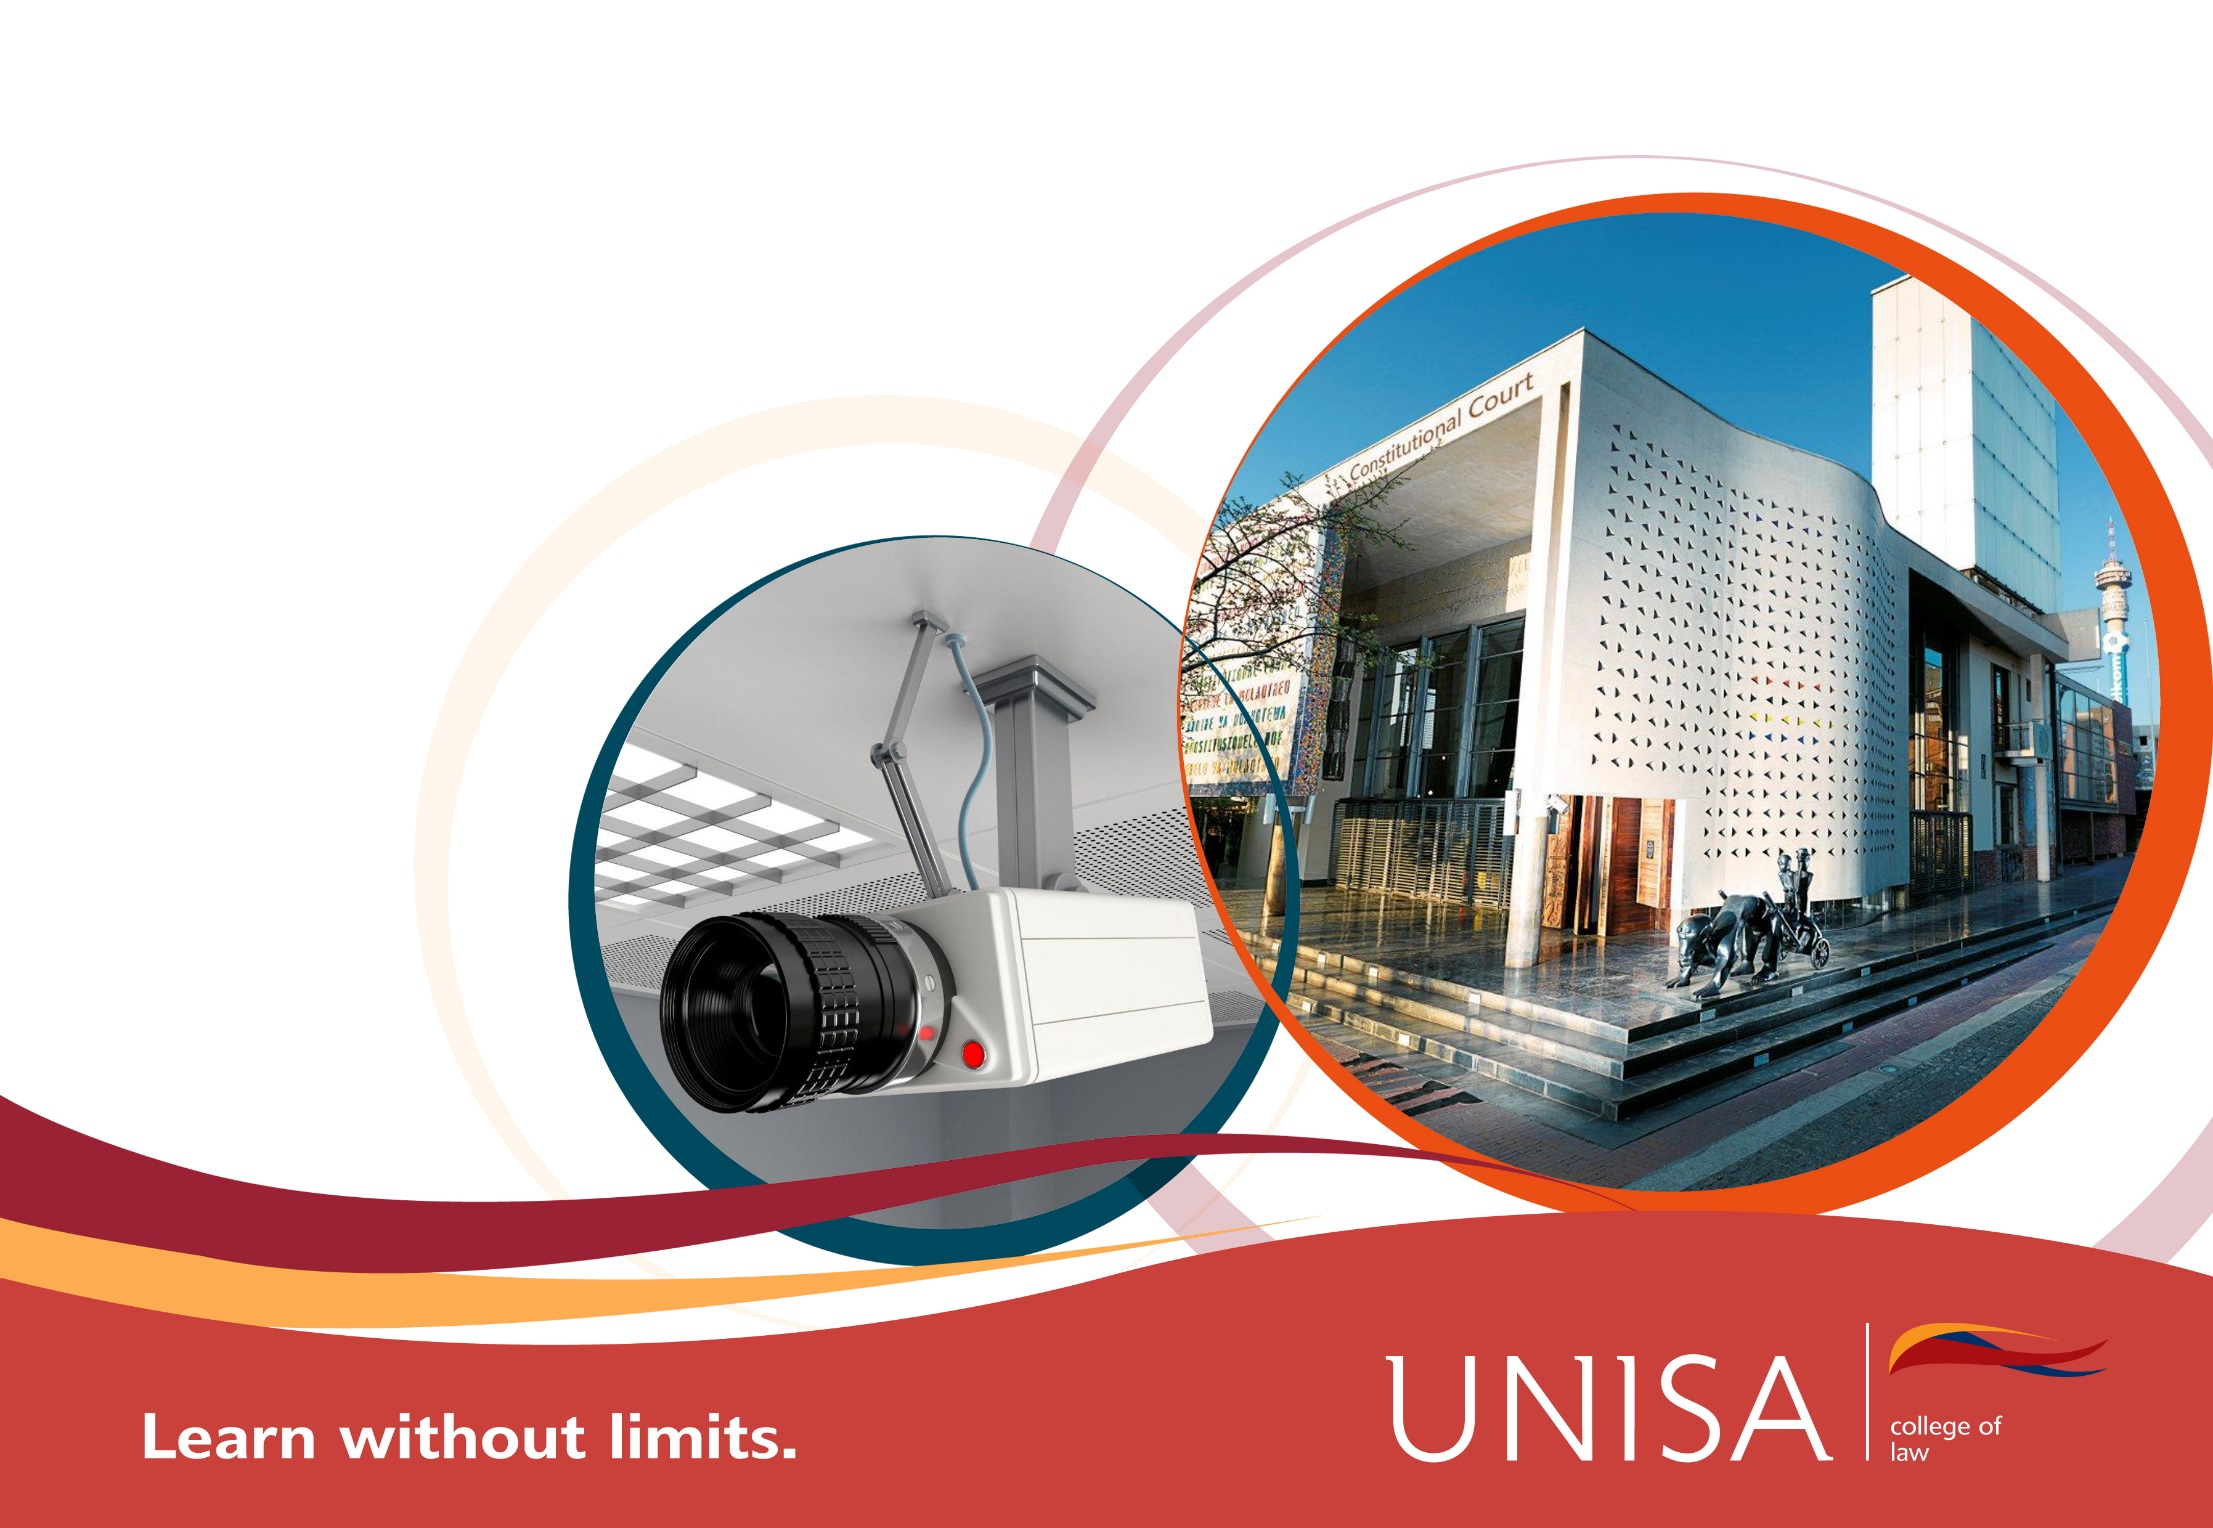 Constitutional Court
Learn without limits.
UNISA
college of
law